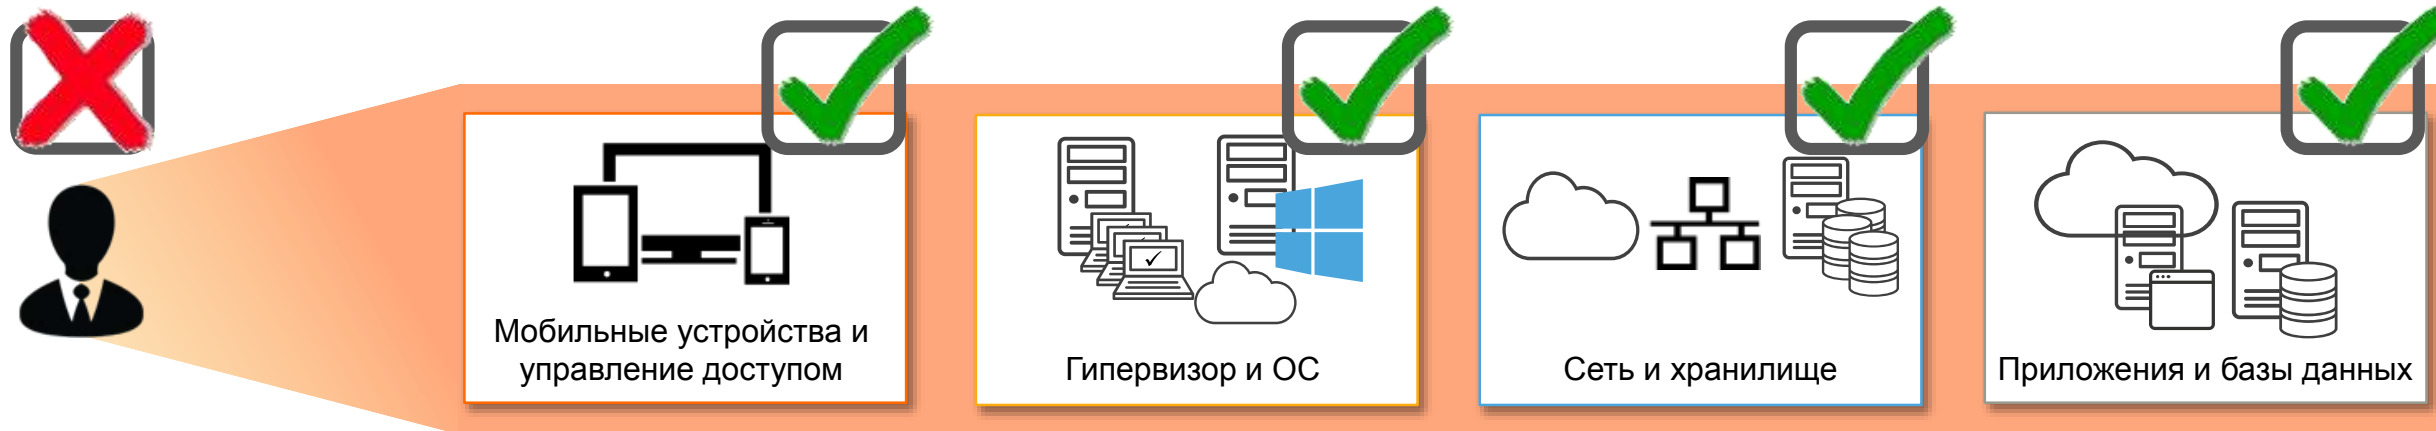 Мобильные устройства и
управление доступом
Гипервизор и ОС
Сеть и хранилище
Приложения и базы данных